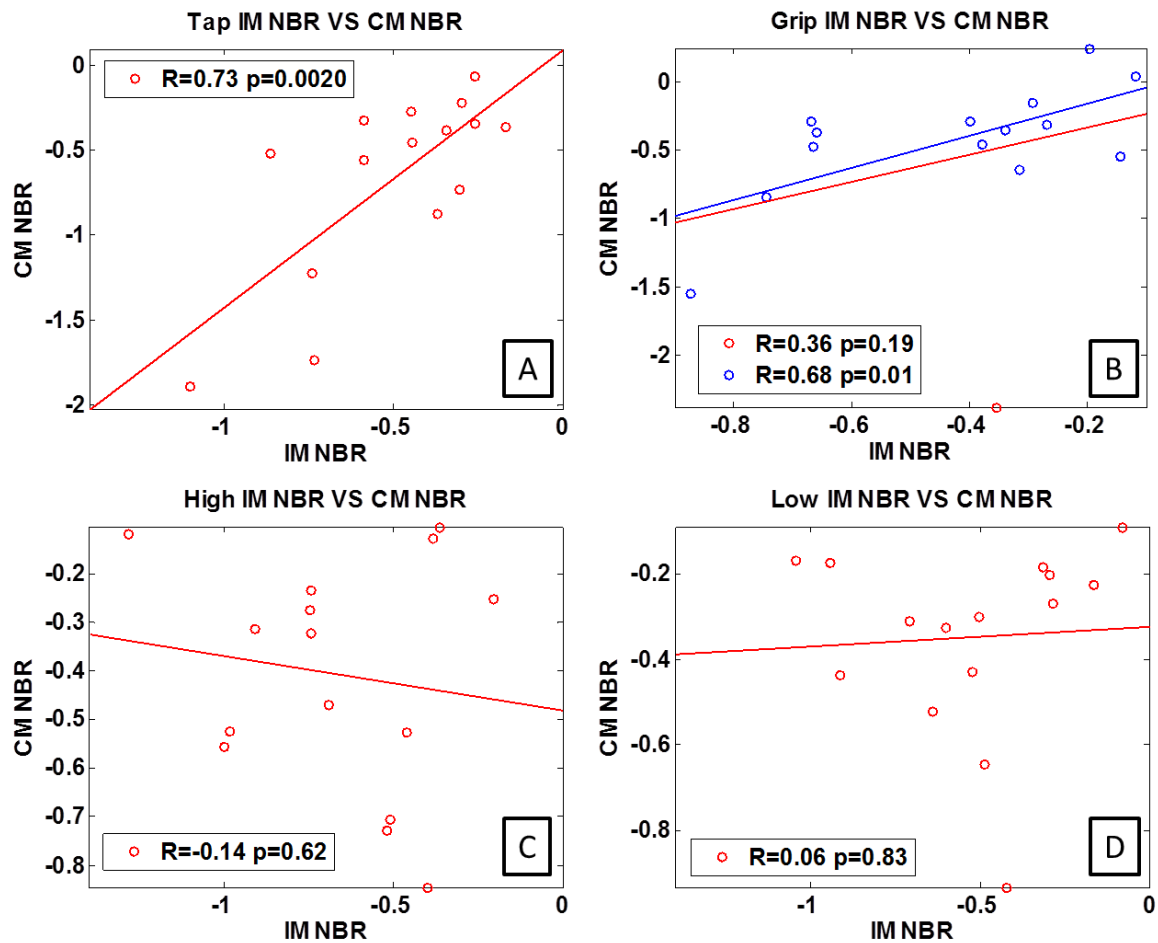 Tap IM NBR VS CM NBR
R=0.73 p=0.0020
CM NBR
0
-0.5
-1
-1.5
-2
-1
-0.5
0
IM NBR
A
Grip IM NBR VS CM NBR
CM NBR
0
-0.5
-1
-1.5
-2
R=0.36 p=0.19
R=0.68 p=0.01
-0.8
-0.6
-0.4
-0.2
IM NBR
B
High IM NBR VS CM NBR
CM NBR
-0.2
-0.3
-0.4
-0.5
-0.6
-0.7
-0.8
R=-0.14 p=0.62
-1
-0.5
0
IM NBR
C
Low IM NBR VS CM NBR
CM NBR
-0.2
-0.4
-0.6
-0.8
R=0.06 p=0.83
-1
-0.5
0
IM NBR
D